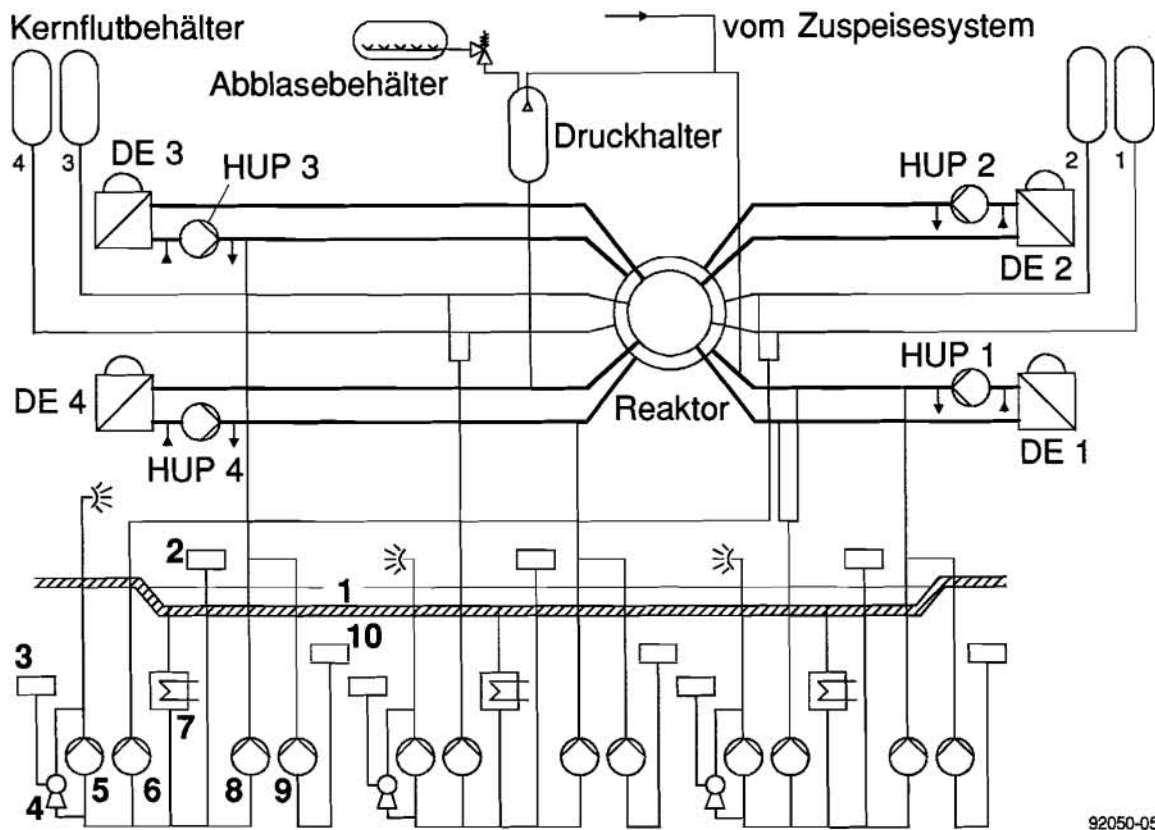 Kernflutbehälter
vom Zuspeisesystem
Abblasebehälter
Druckhalter
4
3
DE 3
HUP 3
HUP 2
2
1
DE 2
DE 4
HUP 4
Reaktor
HUP 1
DE 1
2
1
10
3
7
4
5
6
8
9
92050-05